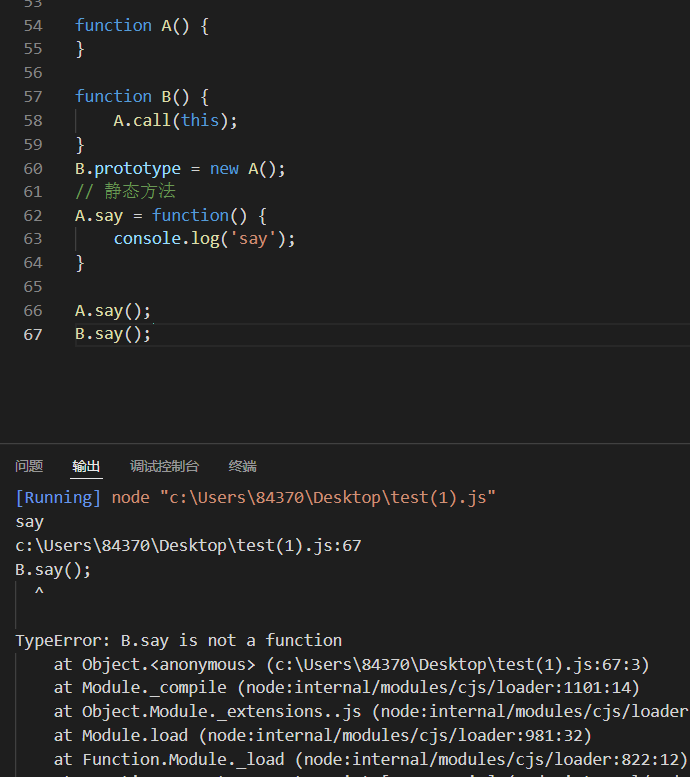 53
54 function A() {
55 }
56
57 function B() {
58     A.call(this);
59 }
60 B.prototype = new A();
61 // 静态方法
62 A.say = function() {
63     console.log('say');
64 }
65
66 A.say();
67 B.say();
问题 输出 调试控制台 终端
[Running] node "c:\Users\84370\Desktop\test(1).js"
say
c:\Users\84370\Desktop\test(1).js:67
B.say();
  ^
TypeError: B.say is not a function
    at Object.<anonymous> (c:\Users\84370\Desktop\test(1).js:67:3)
    at Module._compile (node:internal/modules/cjs/loader:1101:14)
    at Object.Module._extensions..js (node:internal/modules/cjs/loader
    at Module.load (node:internal/modules/cjs/loader:981:32)
    at Function.Module._load (node:internal/modules/cjs/loader:822:12)